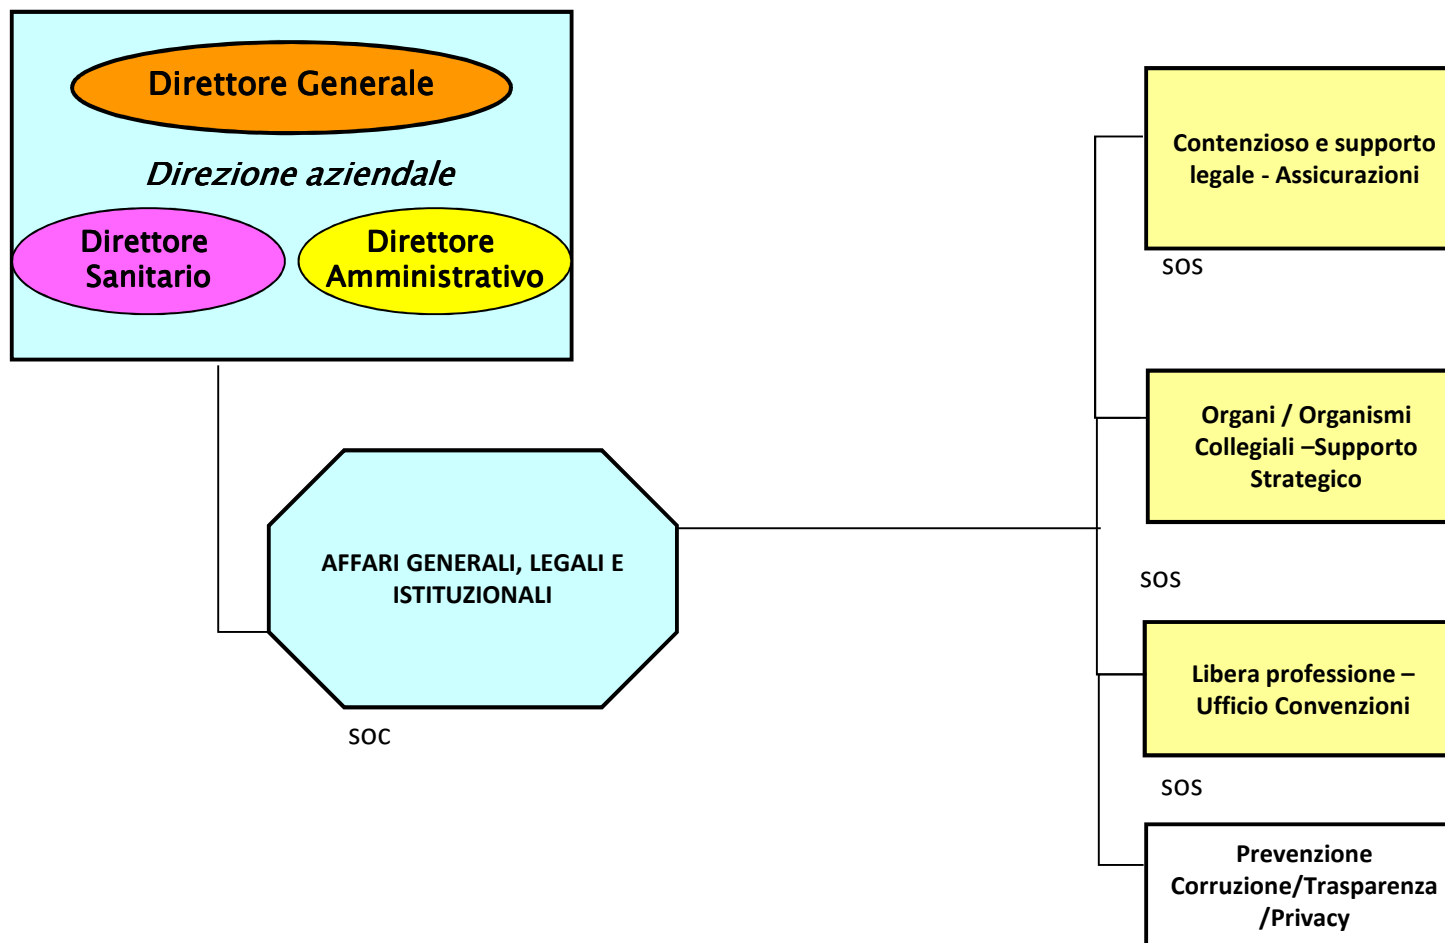 Direttore Generale
Direzione aziendale
Direttore
Sanitario
Direttore
Amministrativo
AFFARI GENERALI, LEGALI E
ISTITUZIONALI
SOC
Contenzioso e supporto
legale - Assicurazioni
SOS
Organi / Organismi
Collegiali –Supporto
Strategico
SOS
Libera professione –
Ufficio Convenzioni
SOS
Prevenzione
Corruzione/Trasparenza
/Privacy